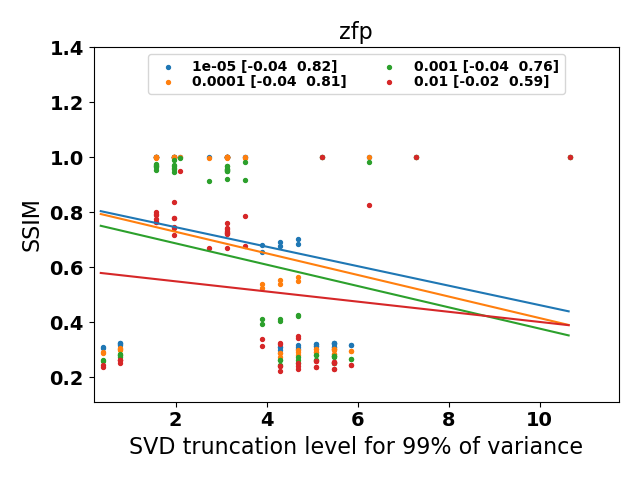 zfp
1.4
1.2
1.0
0.8
0.6
0.4
0.2
SSIM
1e-05 [-0.04  0.82]
0.0001 [-0.04  0.81]
0.001 [-0.04  0.76]
0.01 [-0.02  0.59]
2 4 6 8 10
SVD truncation level for 99% of variance